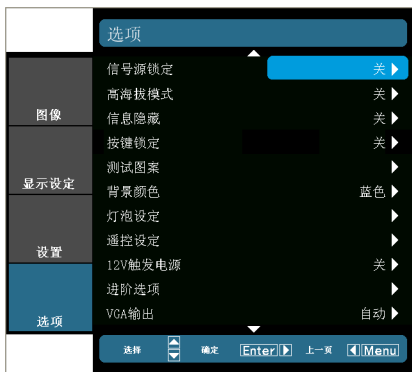 选项
信号源锁定 关
高海拔模式 关
信息隐藏 关
按键锁定 关
测试图案
背景颜色 蓝色
灯泡设定
遥控设定
12V触发电源 关
进阶选项
VGA输出 自动
图像
显示设定
设置
选项
选择 确定 Enter 上一页 Menu